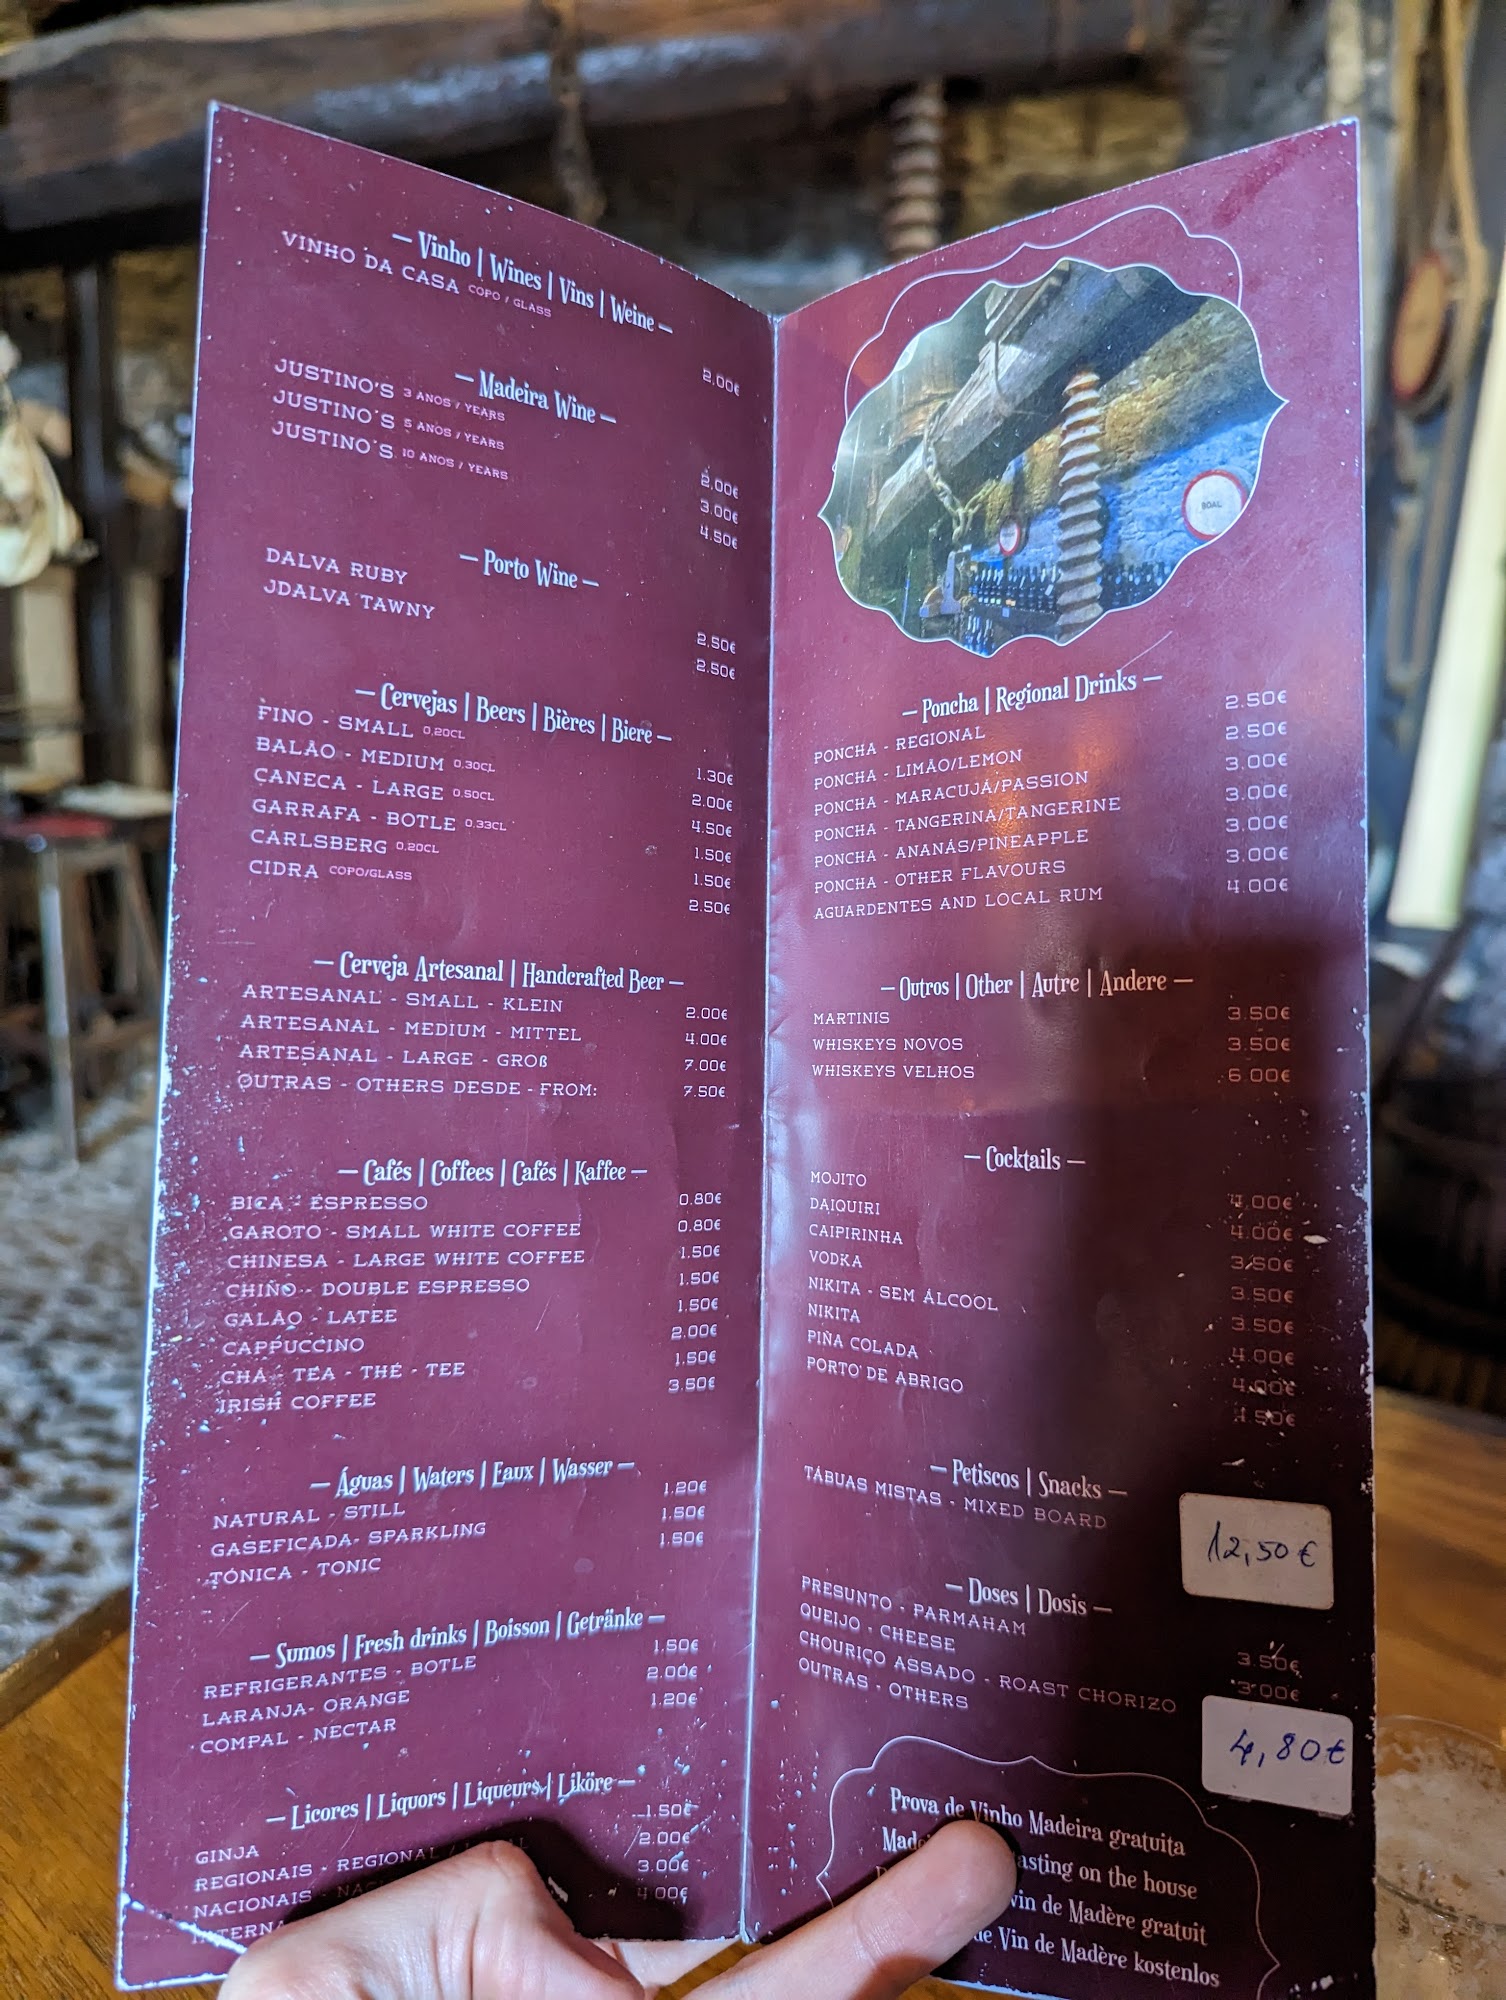 — Vinho | Wines | Vins | Weine —
VINHO DA CASA COPO / GLASS 2.00€
— Madeira Wine —
JUSTINO'S 3 ANOS / YEARS 2.00€
JUSTINO'S 5 ANOS / YEARS 3.00€
JUSTINO'S 10 ANOS / YEARS 4.50€
— Porto Wine —
DALVA RUBY 2.50€
JDALVA TAWNY 2.50€
— Cervejas | Beers | Bières | Biere —
FINO - SMALL 0,20CL 1.30€
BALÃO - MEDIUM 0.30CL 2.00€
CANECA - LARGE 0.50CL 4.50€
GARRAFA - BOTLE 0.33CL 1.50€
CARLSBERG 0.20CL 1.50€
CIDRA COPO/GLASS 2.50€
— Cerveja Artesanal | Handcrafted Beer —
ARTESANAL - SMALL - KLEIN 2.00€
ARTESANAL - MEDIUM - MITTEL 4.00€
ARTESANAL - LARGE - GROß 7.00€
OUTRAS - OTHERS DESDE - FROM: 7.50€
— Cafés | Coffees | Cafés | Kaffee —
BICA - ESPRESSO 0.80€
GAROTO - SMALL WHITE COFFEE 0.80€
CHINESA - LARGE WHITE COFFEE 1.50€
CHINO - DOUBLE ESPRESSO 1.50€
GALÃO - LATEE 1.50€
CAPPUCCINO 2.00€
CHÁ - TEA - THÉ - TEE 1.50€
IRISH COFFEE 3.50€
— Águas | Waters | Eaux | Wasser —
NATURAL - STILL 1.20€
GASEFICADA- SPARKLING 1.50€
TÓNICA - TONIC 1.50€
— Sumos | Fresh drinks | Boisson | Getränke —
REFRIGERANTES - BOTLE 1.50€
LARANJA- ORANGE 2.00€
COMPAL - NECTAR 1.20€
— Licores | Liquors | Liqueurs | Liköre —
GINJA 1.50€
REGIONAIS - REGIONAL 2.00€
NACIONAIS 3.00€
4.00€
BOAL
— Poncha | Regional Drinks —
PONCHA - REGIONAL 2.50€
PONCHA - LIMÃO/LEMON 2.50€
PONCHA - MARACUJÁ/PASSION 3.00€
PONCHA - TANGERINA/TANGERINE 3.00€
PONCHA - ANANÁS/PINEAPPLE 3.00€
PONCHA - OTHER FLAVOURS 3.00€
AGUARDENTES AND LOCAL RUM 4.00€
— Outros | Other | Autre | Andere —
MARTINIS 3.50€
WHISKEYS NOVOS 3.50€
WHISKEYS VELHOS 6.00€
— Cocktails —
MOJITO 4.00€
DAIQUIRI 4.00€
CAIPIRINHA 3.50€
VODKA 3.50€
NIKITA - SEM ÁLCOOL 3.50€
NIKITA 4.00€
PIÑA COLADA 4.00€
PORTO DE ABRIGO 4.50€
— Petiscos | Snacks —
TÁBUAS MISTAS - MIXED BOARD 12,50€
— Doses | Dosis —
PRESUNTO - PARMAHAM 3.50€
QUEIJO - CHEESE 3.00€
CHOURIÇO ASSADO - ROAST CHORIZO 4,80€
OUTRAS - OTHERS
Prova de Vinho Madeira gratuita
on the house
de Madère gratuit
Vin de Madère kostenlos